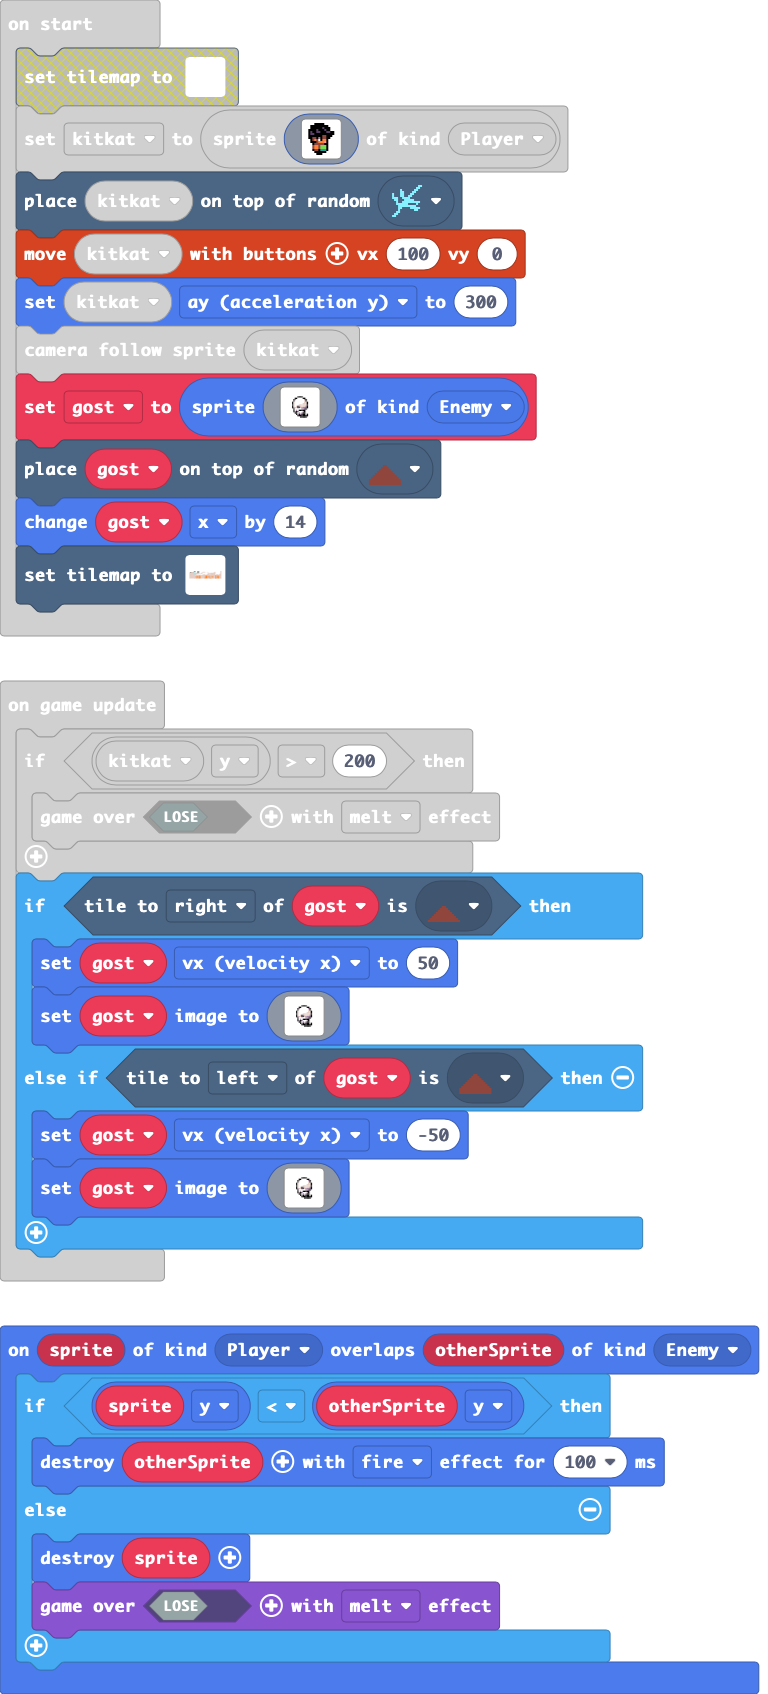 on start
set tilemap to
set kitkat to sprite of kind Player
place kitkat on top of random
move kitkat with buttons vx 100 vy 0
set kitkat ay (acceleration y) to 300
camera follow sprite kitkat
set gost to sprite of kind Enemy
place gost on top of random
change gost x by 14
set tilemap to
on game update
if kitkat y > 200 then
game over LOSE with melt effect
if tile to right of gost is then
set gost vx (velocity x) to 50
set gost image to
else if tile to left of gost is then
set gost vx (velocity x) to -50
set gost image to
on sprite of kind Player overlaps otherSprite of kind Enemy
if sprite y < otherSprite y then
destroy otherSprite with fire effect for 100 ms
else
destroy sprite
game over LOSE with melt effect